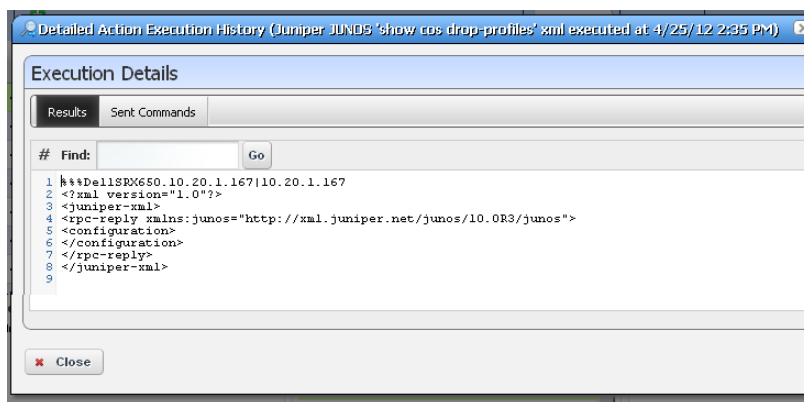 Detailed Action Execution History (Juniper JUNOS 'show cos drop-profiles' xml executed at 4/25/12 2:35 PM)
Execution Details
Results Sent Commands
# Find: Go
1 %%%DellSRX650.10.20.1.167|10.20.1.167
2 <?xml version="1.0"?>
3 <juniper-xml>
4 <rpc-reply xmlns:junos="http://xml.juniper.net/junos/10.0R3/junos">
5 <configuration>
6 </configuration>
7 </rpc-reply>
8 </juniper-xml>
9
Close